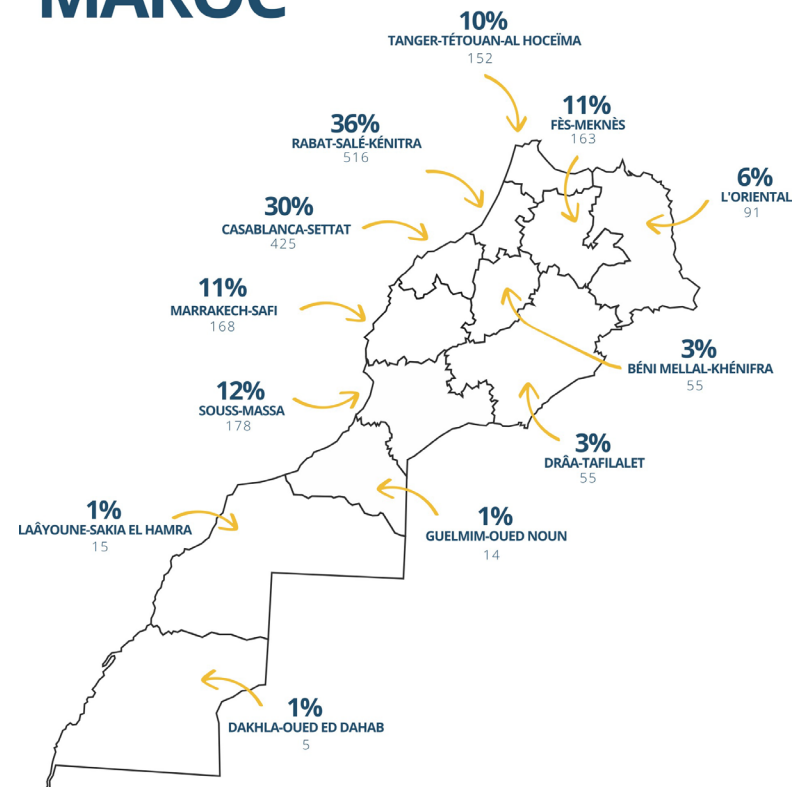 MAROC
10%
TANGER-TÉTOUAN-AL HOCEÏMA
152
11%
FÈS-MEKNÈS
163
36%
RABAT-SALÉ-KÉNITRA
516
6%
L'ORIENTAL
91
30%
CASABLANCA-SETTAT
425
11%
MARRAKECH-SAFI
168
3%
BÉNI MELLAL-KHÉNIFRA
55
12%
SOUSS-MASSA
178
3%
DRÂA-TAFILALET
55
1%
LAÂYOUNE-SAKIA EL HAMRA
15
1%
GUELMIM-OUED NOUN
14
1%
DAKHLA-OUED ED DAHAB
5